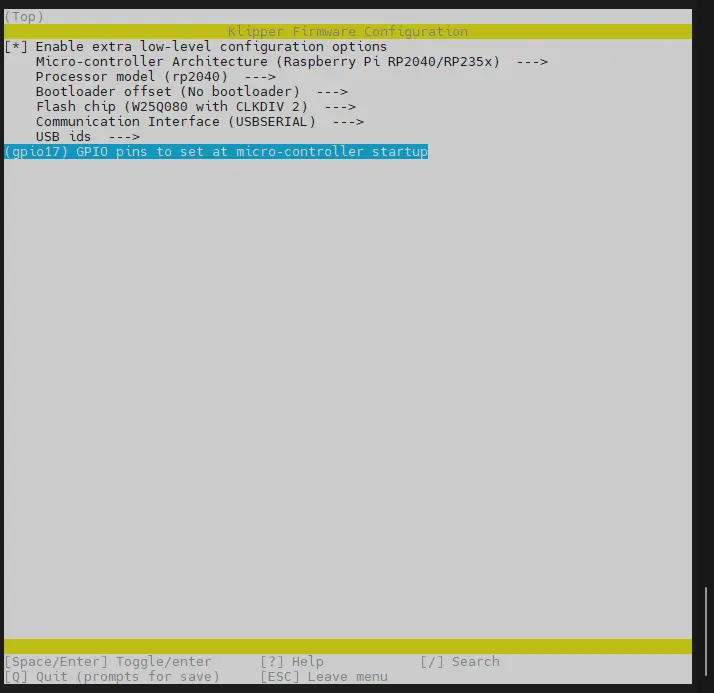 (Top)
Klipper Firmware Configuration
[*] Enable extra low-level configuration options
Micro-controller Architecture (Raspberry Pi RP2040/RP235x)  --->
Processor model (rp2040)  --->
Bootloader offset (No bootloader)  --->
Flash chip (W25Q080 with CLKDIV 2)  --->
Communication Interface (USBSERIAL)  --->
USB ids  --->
(gpio17) GPIO pins to set at micro-controller startup
[Space/Enter] Toggle/enter      [?] Help            [/] Search
[Q] Quit (prompts for save)     [ESC] Leave menu